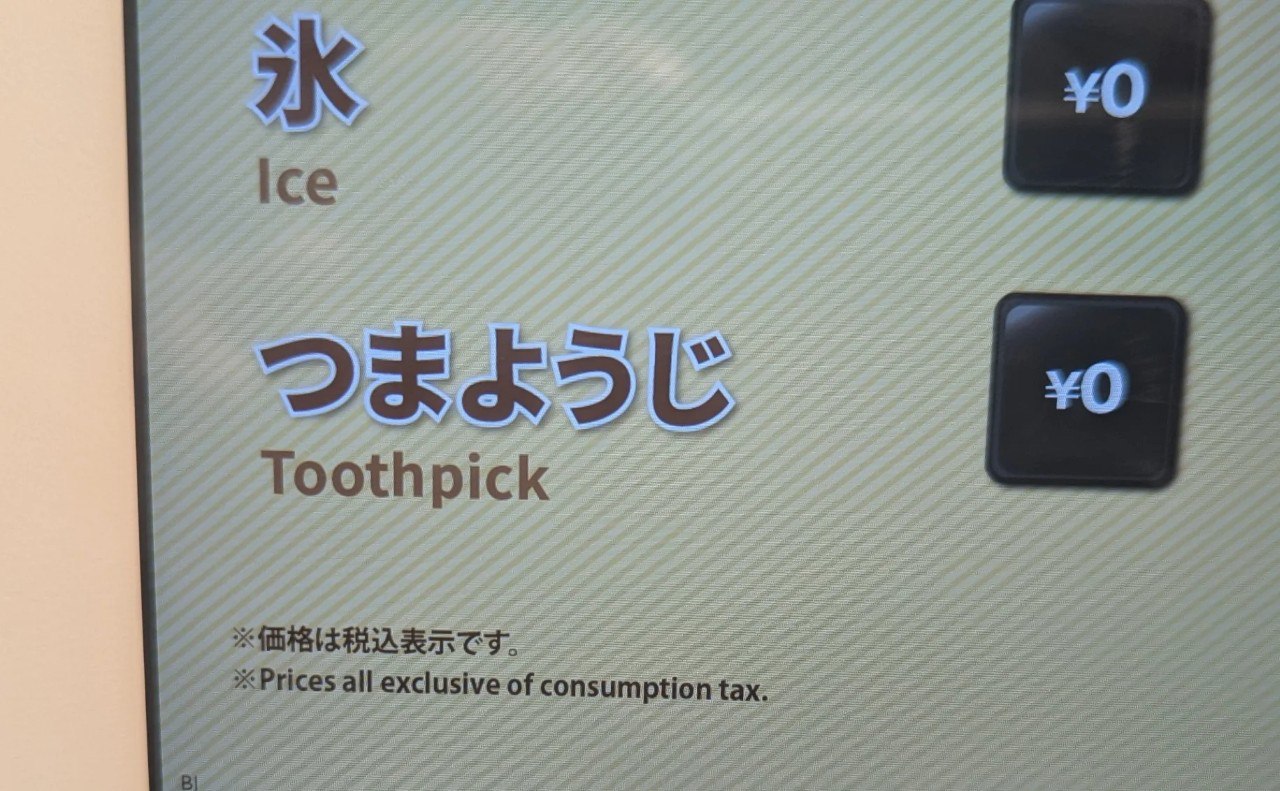 氷
¥0
Ice
つまようじ
¥0
Toothpick
※価格は税込表示です。
※Prices all exclusive of consumption tax.